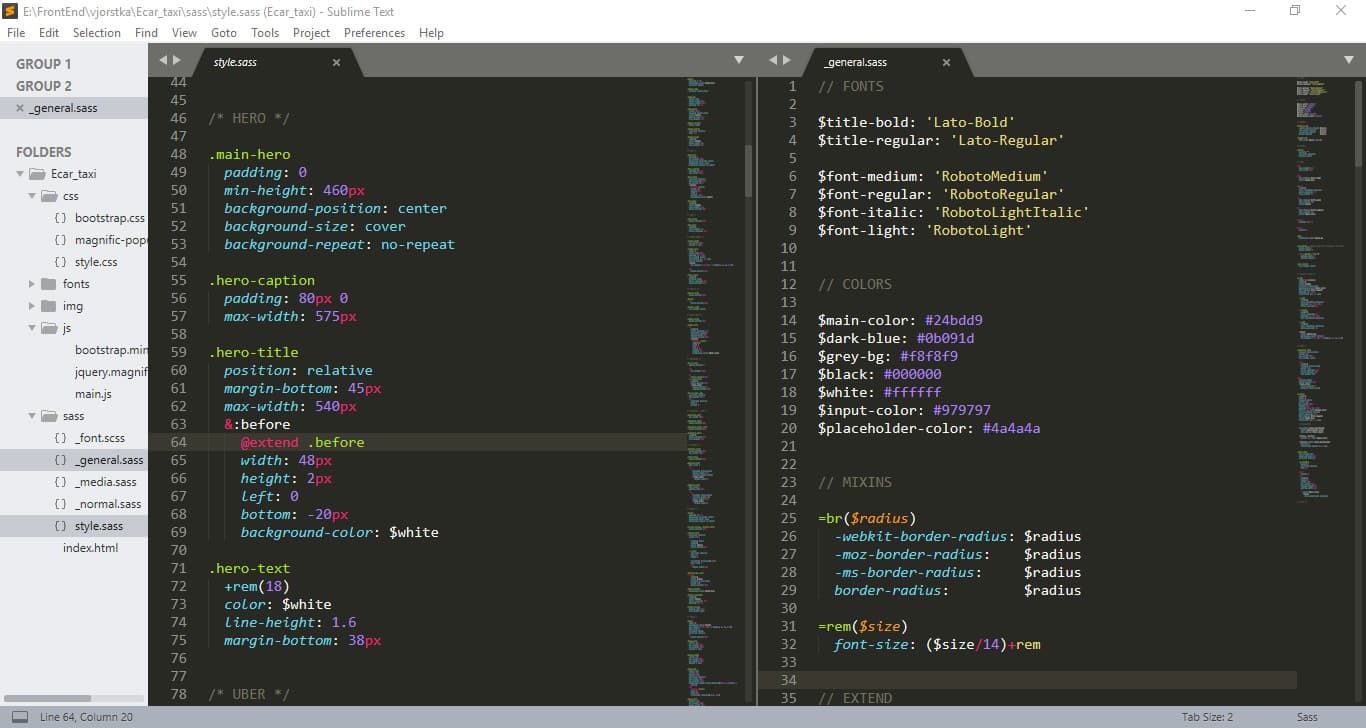 E:\FrontEnd\vjorstka\Ecar_taxi\sass\style.sass (Ecar_taxi) - Sublime Text
File Edit Selection Find View Goto Tools Project Preferences Help
GROUP 1
GROUP 2
_general.sass
FOLDERS
Ecar_taxi
css
{} bootstrap.css
{} magnific-popu
{} style.css
fonts
img
js
bootstrap.min
jquery.magnif
main.js
sass
{} _font.scss
{} _general.sass
{} _media.sass
{} _normal.sass
{} style.sass
index.html
style.sass
44
45
46 /* HERO */
47
48 .main-hero
49 padding: 0
50 min-height: 460px
51 background-position: center
52 background-size: cover
53 background-repeat: no-repeat
54
55 .hero-caption
56 padding: 80px 0
57 max-width: 575px
58
59 .hero-title
60 position: relative
61 margin-bottom: 45px
62 max-width: 540px
63 &:before
64 @extend .before
65 width: 48px
66 height: 2px
67 left: 0
68 bottom: -20px
69 background-color: $white
70
71 .hero-text
72 +rem(18)
73 color: $white
74 line-height: 1.6
75 margin-bottom: 38px
76
77
78 /* UBER */
_general.sass
1 // FONTS
2
3 $title-bold: 'Lato-Bold'
4 $title-regular: 'Lato-Regular'
5
6 $font-medium: 'RobotoMedium'
7 $font-regular: 'RobotoRegular'
8 $font-italic: 'RobotoLightItalic'
9 $font-light: 'RobotoLight'
10
11
12 // COLORS
13
14 $main-color: #24bdd9
15 $dark-blue: #0b091d
16 $grey-bg: #f8f8f9
17 $black: #000000
18 $white: #ffffff
19 $input-color: #979797
20 $placeholder-color: #4a4a4a
21
22
23 // MIXINS
24
25 =br($radius)
26 -webkit-border-radius: $radius
27 -moz-border-radius: $radius
28 -ms-border-radius: $radius
29 border-radius: $radius
30
31 =rem($size)
32 font-size: ($size/14)+rem
33
34
35 // EXTEND
Line 64, Column 20
Tab Size: 2
Sass